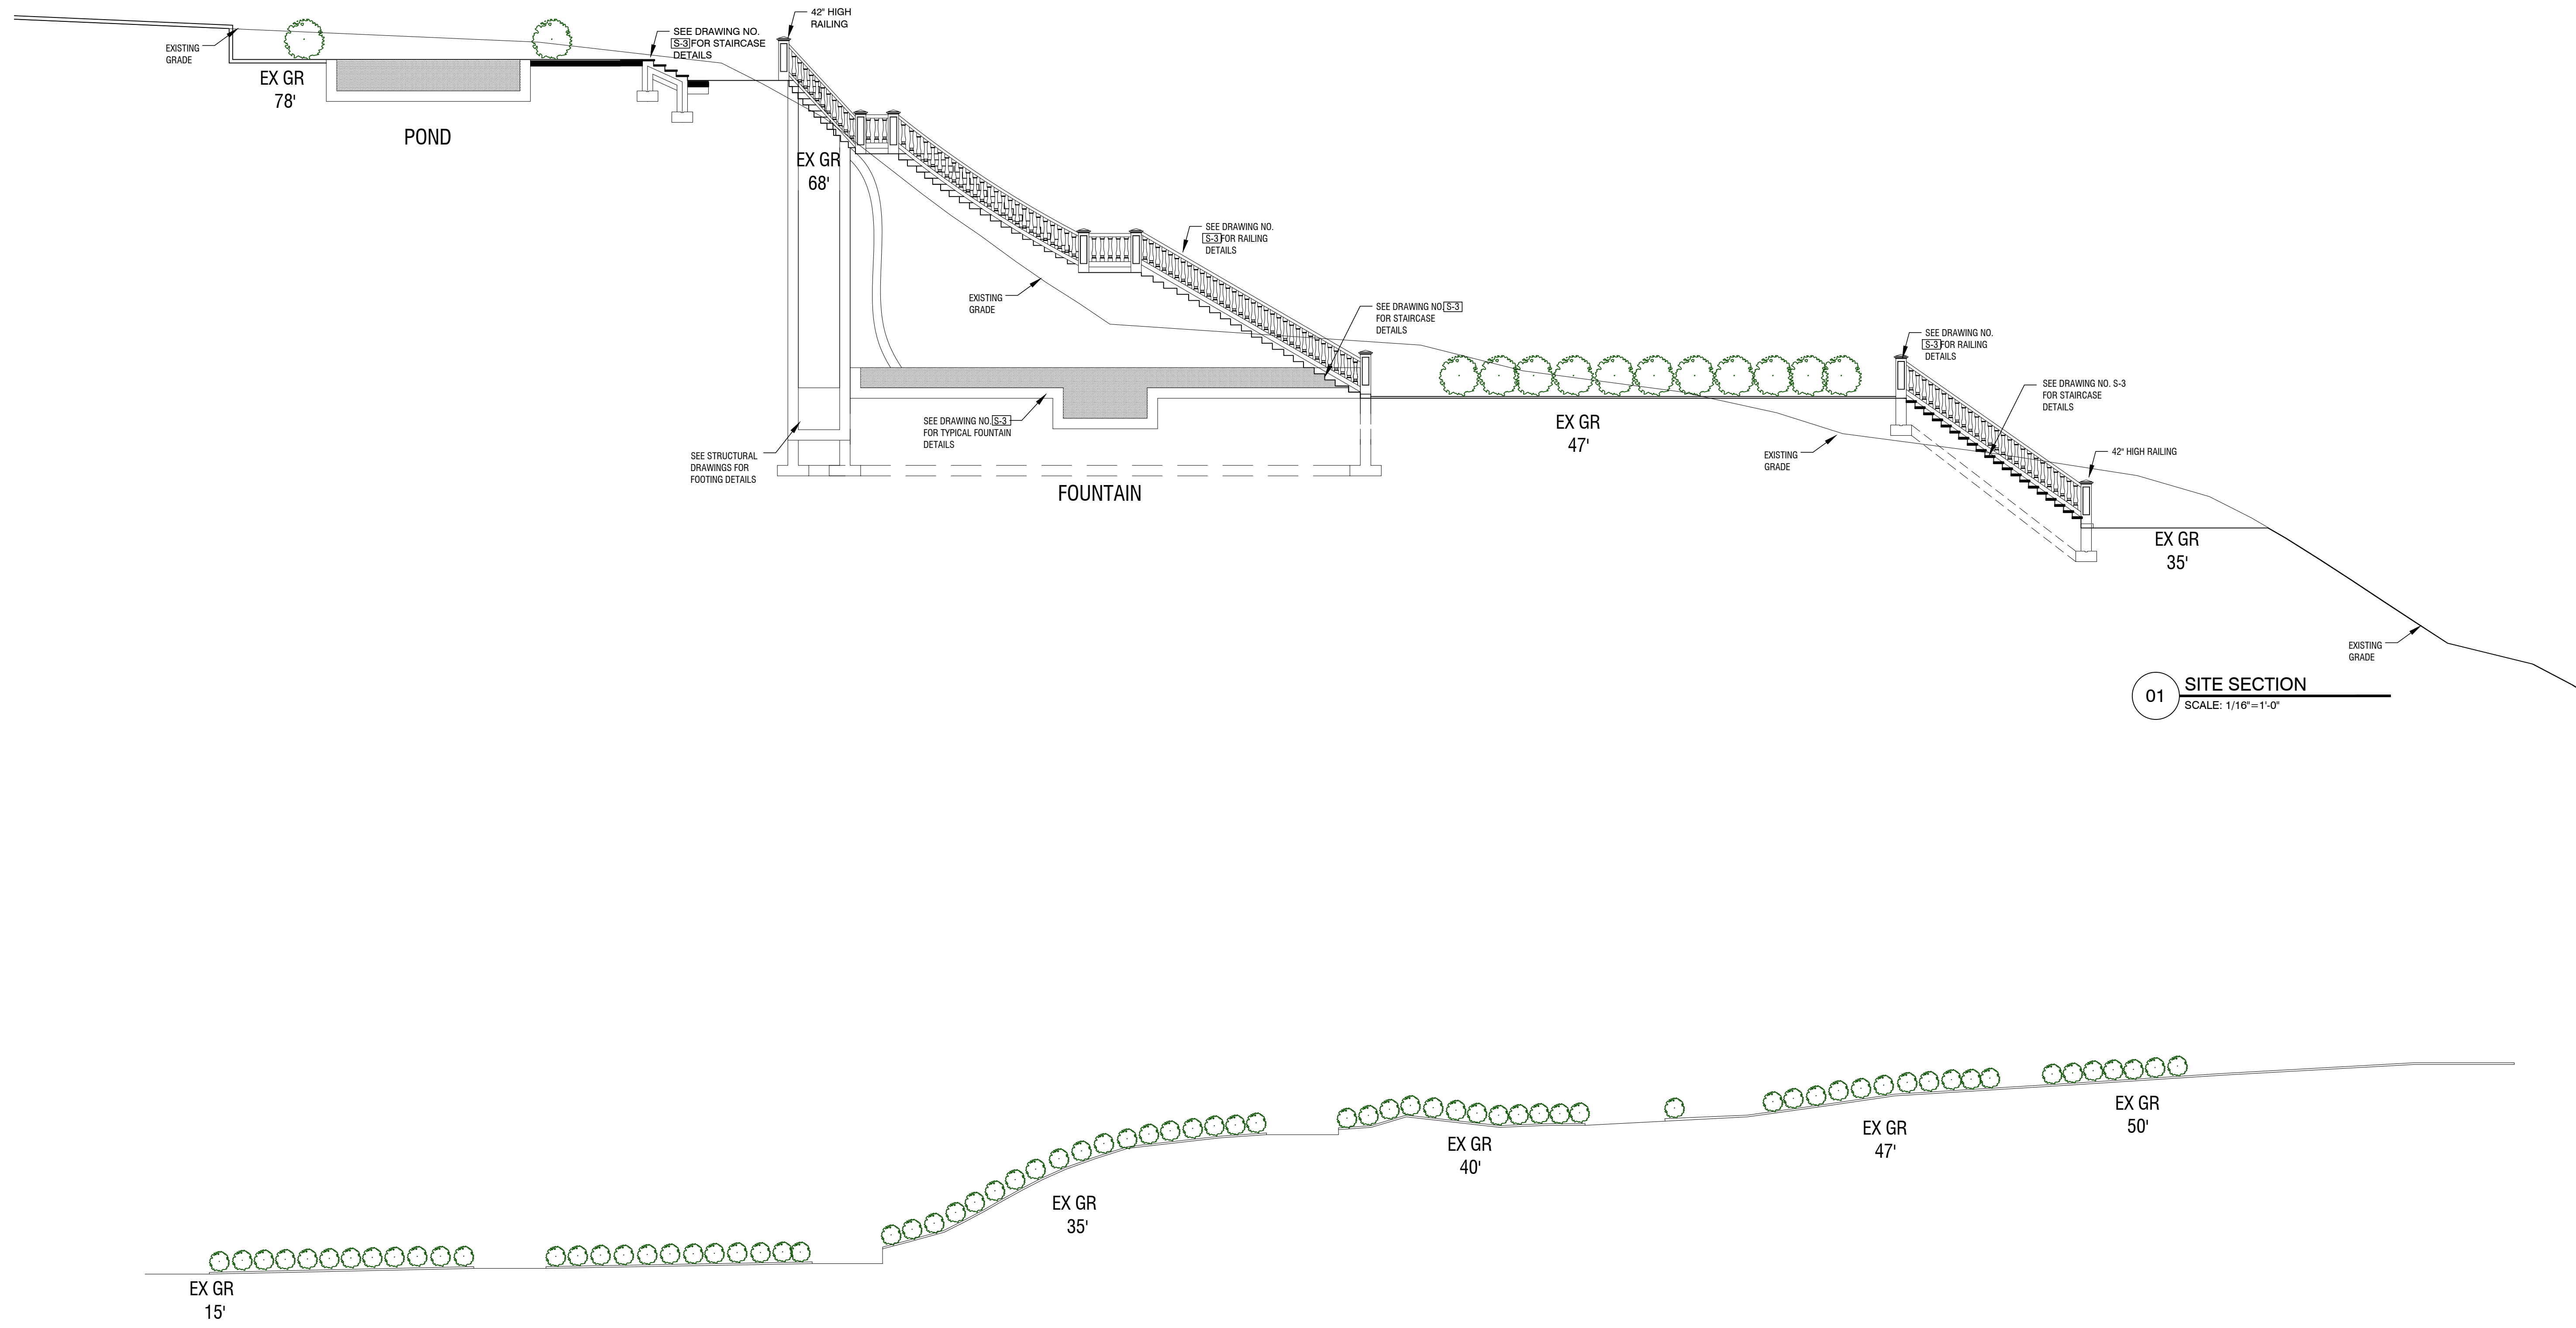 42" HIGH
RAILING
SEE DRAWING NO.
S-3 FOR STAIRCASE
DETAILS
EXISTING
GRADE
EX GR
78'
POND
EX GR
68'
SEE DRAWING NO.
S-3 FOR RAILING
DETAILS
EXISTING
GRADE
SEE DRAWING NO. S-3
FOR STAIRCASE
DETAILS
SEE DRAWING NO.
S-3 FOR RAILING
DETAILS
SEE DRAWING NO. S-3
FOR STAIRCASE
DETAILS
SEE DRAWING NO. S-3
FOR TYPICAL FOUNTAIN
DETAILS
EX GR
47'
EXISTING
GRADE
42" HIGH RAILING
SEE STRUCTURAL
DRAWINGS FOR
FOOTING DETAILS
FOUNTAIN
EX GR
35'
EXISTING
GRADE
01
SITE SECTION
SCALE: 1/16"=1'-0"
EX GR
50'
EX GR
47'
EX GR
40'
EX GR
35'
EX GR
15'